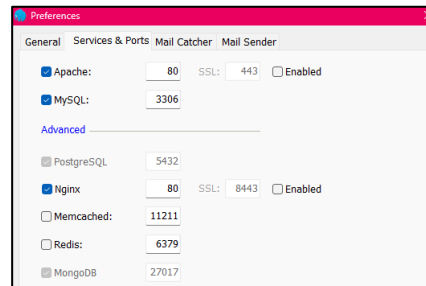 Preferences
General Services & Ports Mail Catcher Mail Sender
Apache: 80 SSL: 443 Enabled
MySQL: 3306
Advanced
PostgreSQL 5432
Nginx 80 SSL: 8443 Enabled
Memcached: 11211
Redis: 6379
MongoDB 27017